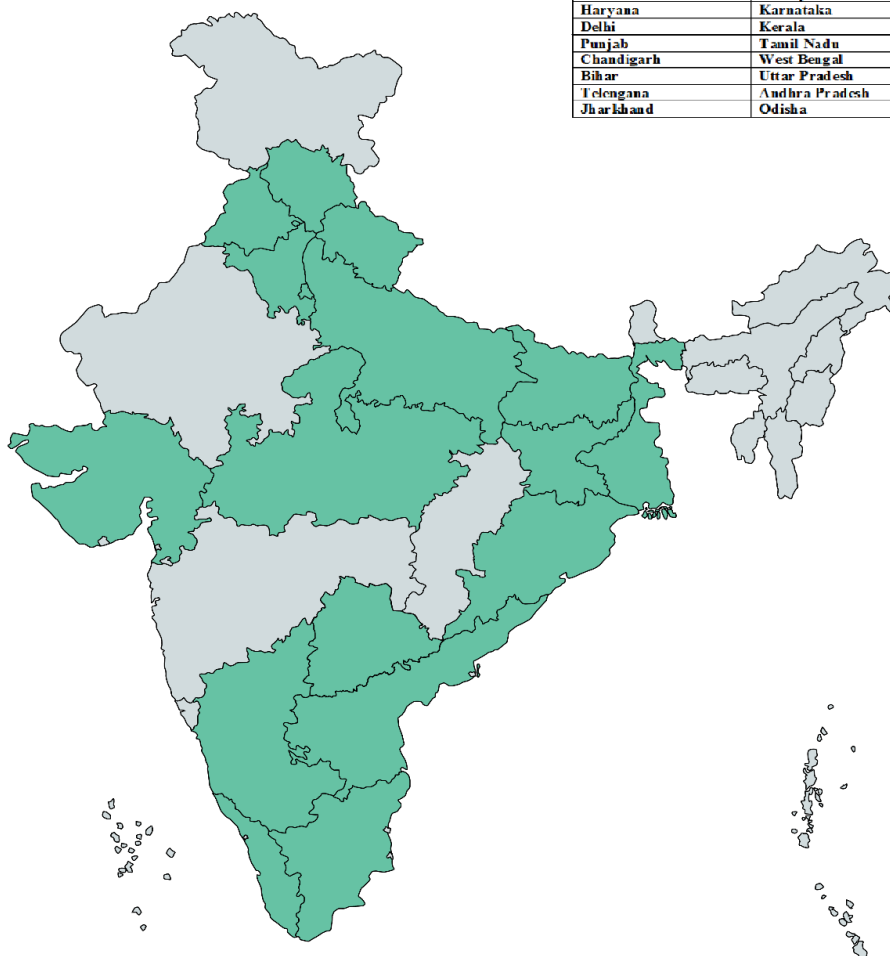 Haryana Karnataka
Delhi Kerala
Punjab Tamil Nadu
Chandigarh West Bengal
Bihar Uttar Pradesh
Telengana Andhra Pradesh
Jharkhand Odisha